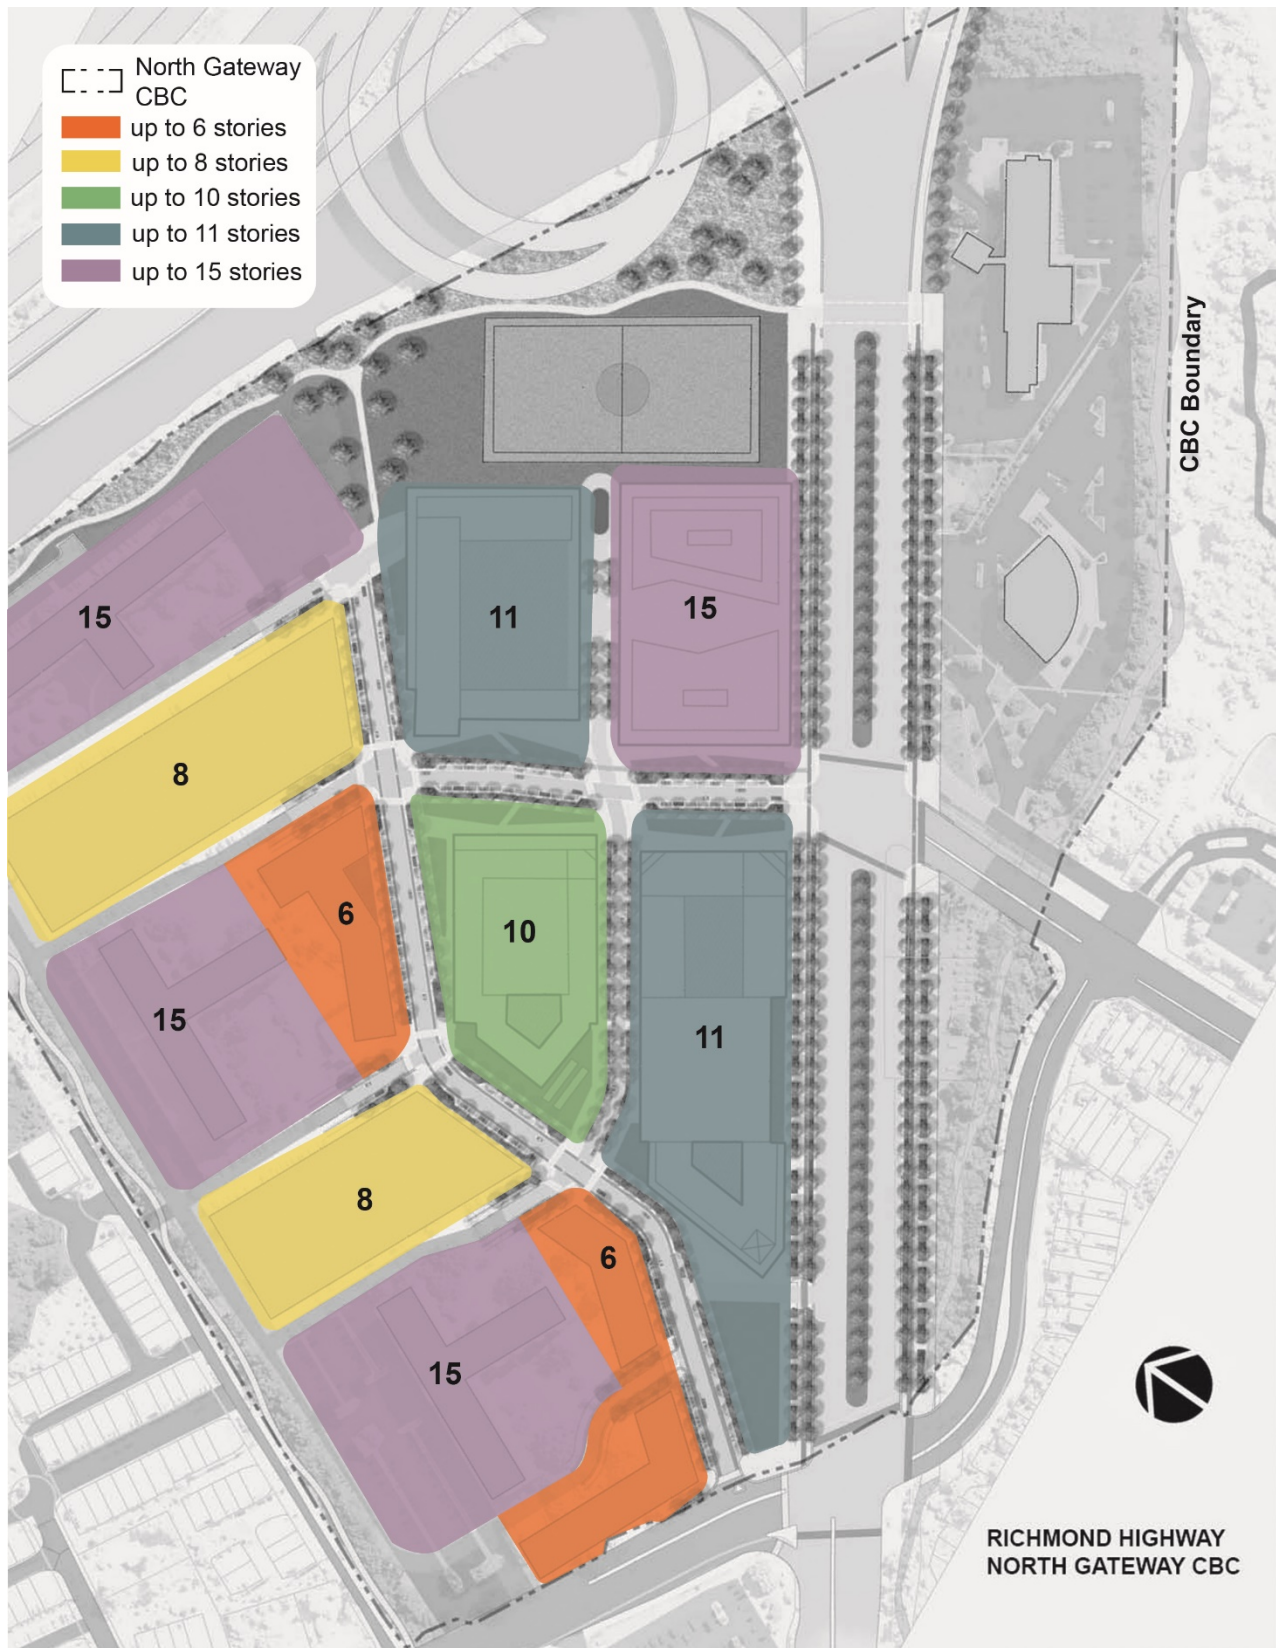 North Gateway
CBC
up to 6 stories
up to 8 stories
up to 10 stories
up to 11 stories
up to 15 stories
CBC Boundary
15
11
15
8
6
10
15
11
8
6
15
RICHMOND HIGHWAY
NORTH GATEWAY CBC